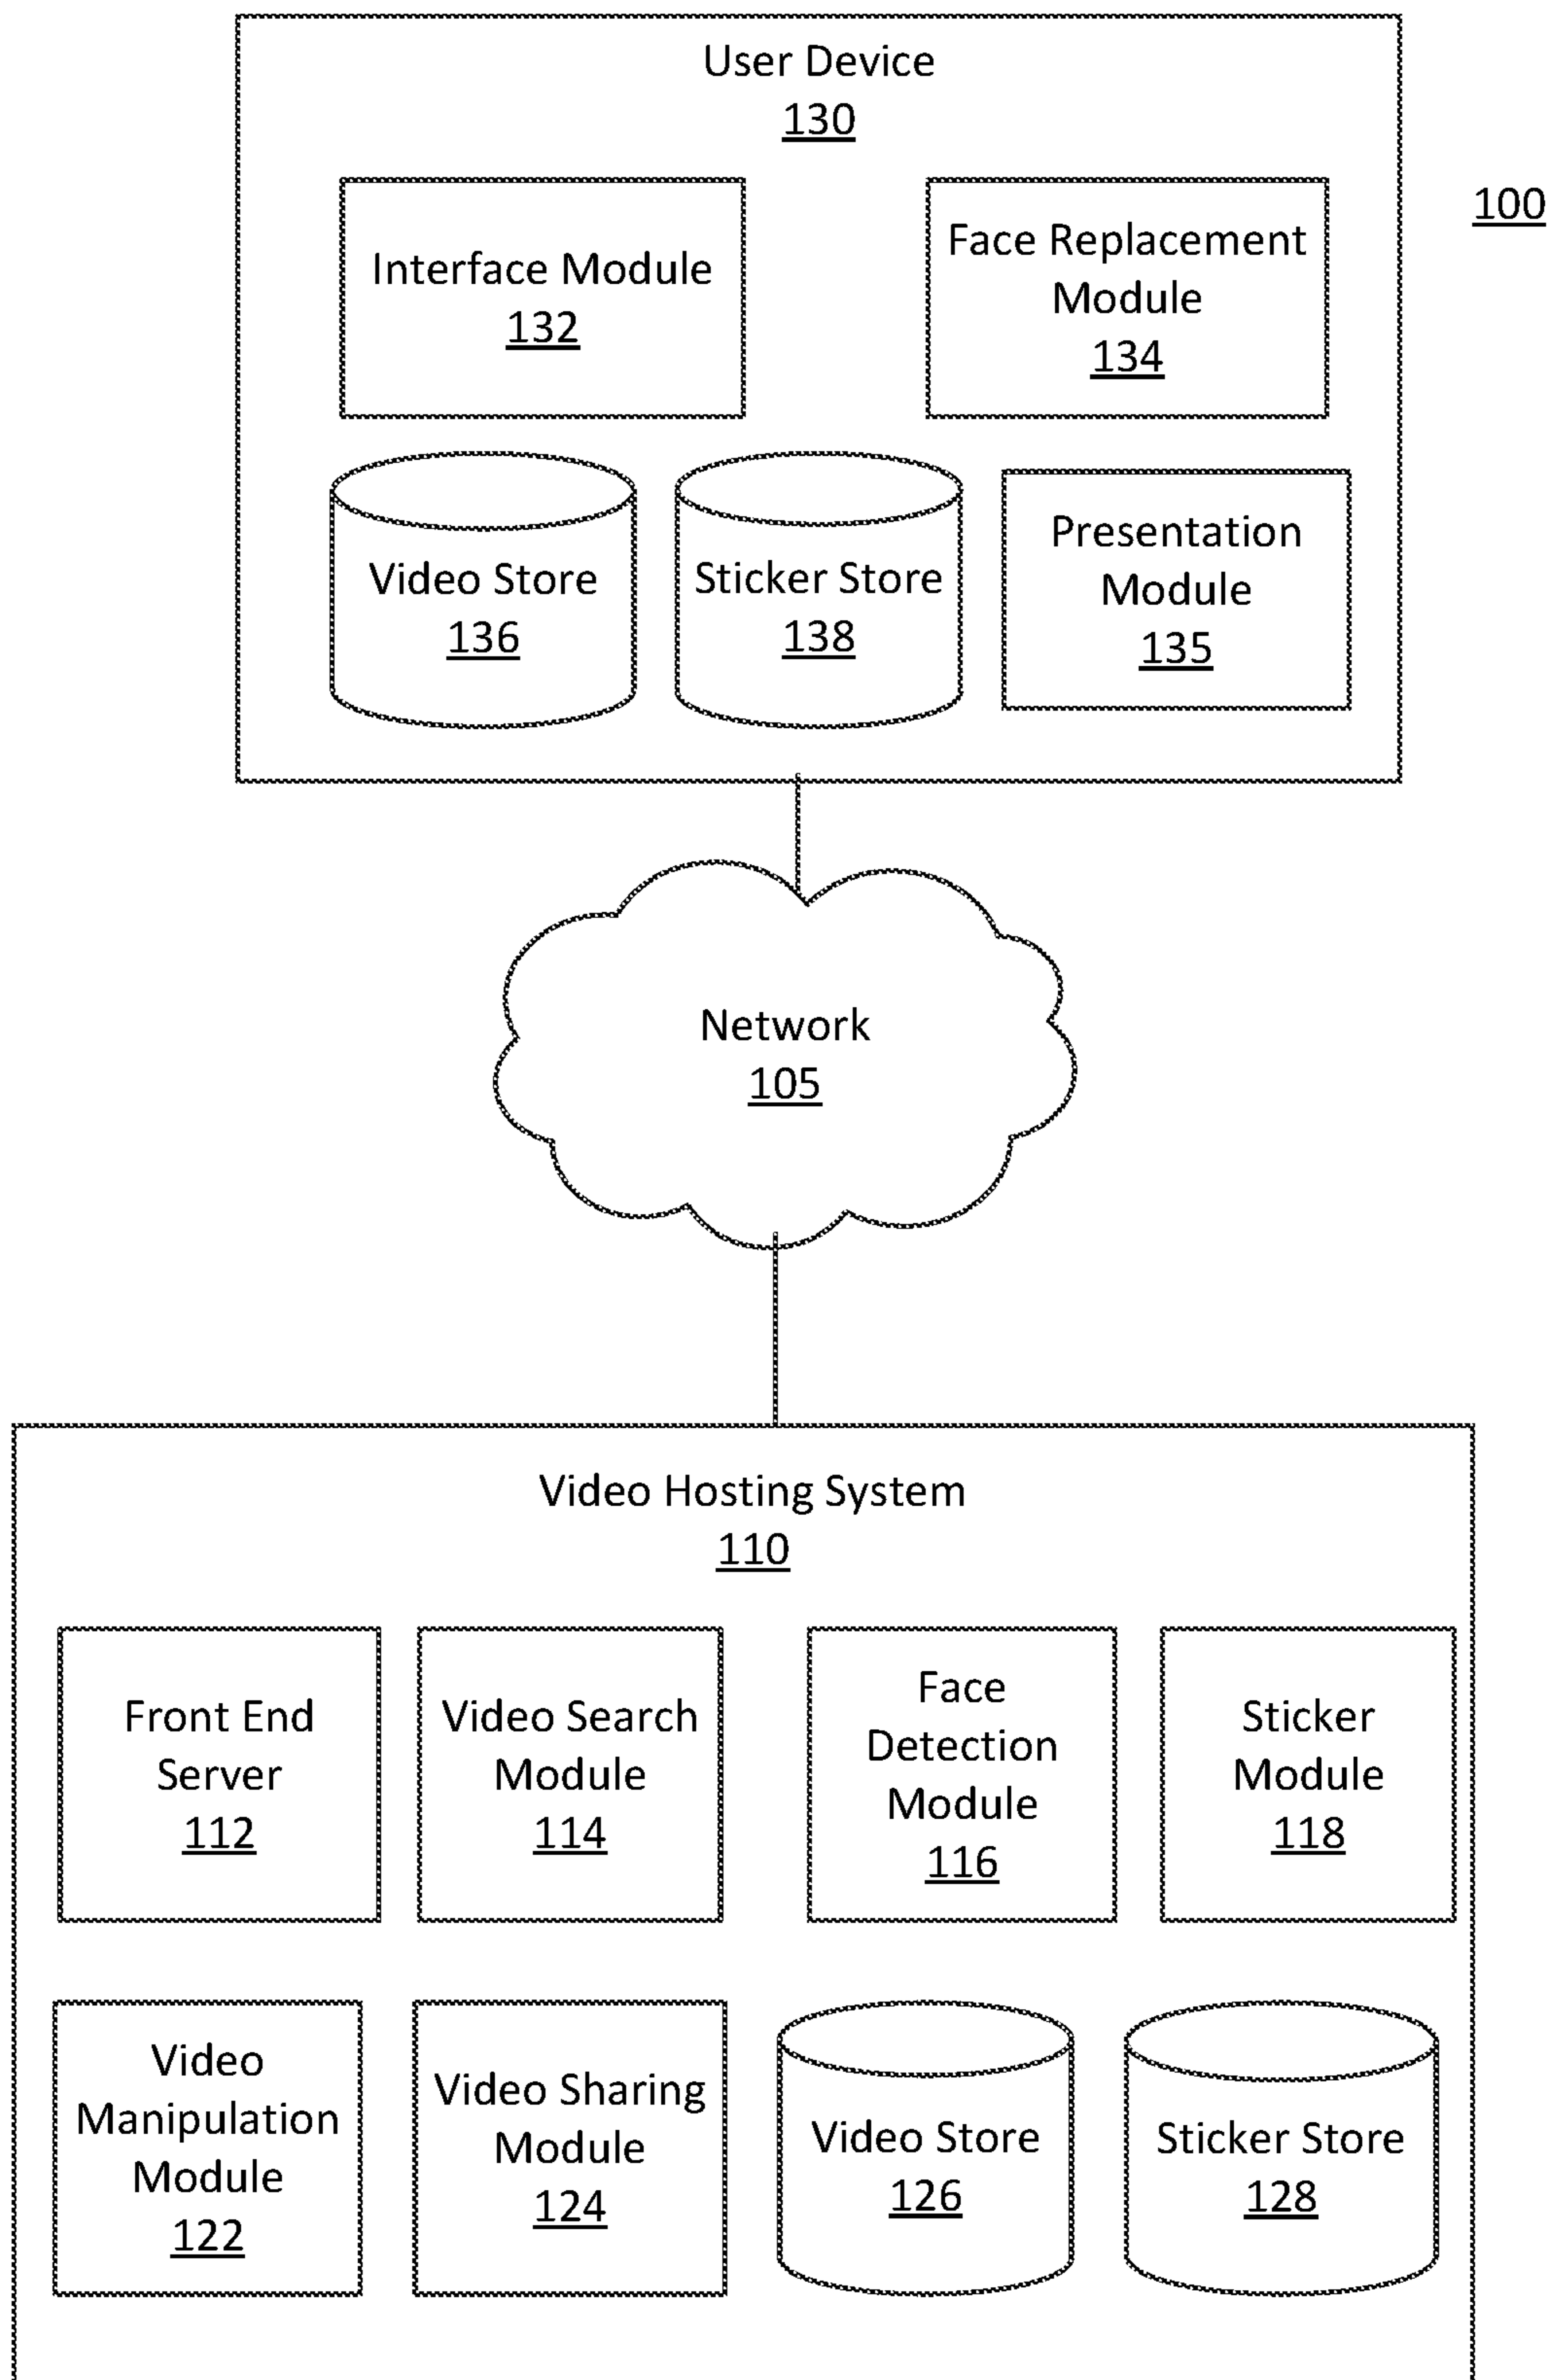 User Device
130
100
Interface Module
132
Face Replacement
Module
134
Video Store
136
Sticker Store
138
Presentation
Module
135
Network
105
Video Hosting System
110
Front End
Server
112
Video Search
Module
114
Face
Detection
Module
116
Sticker
Module
118
Video
Manipulation
Module
122
Video Sharing
Module
124
Video Store
126
Sticker Store
128